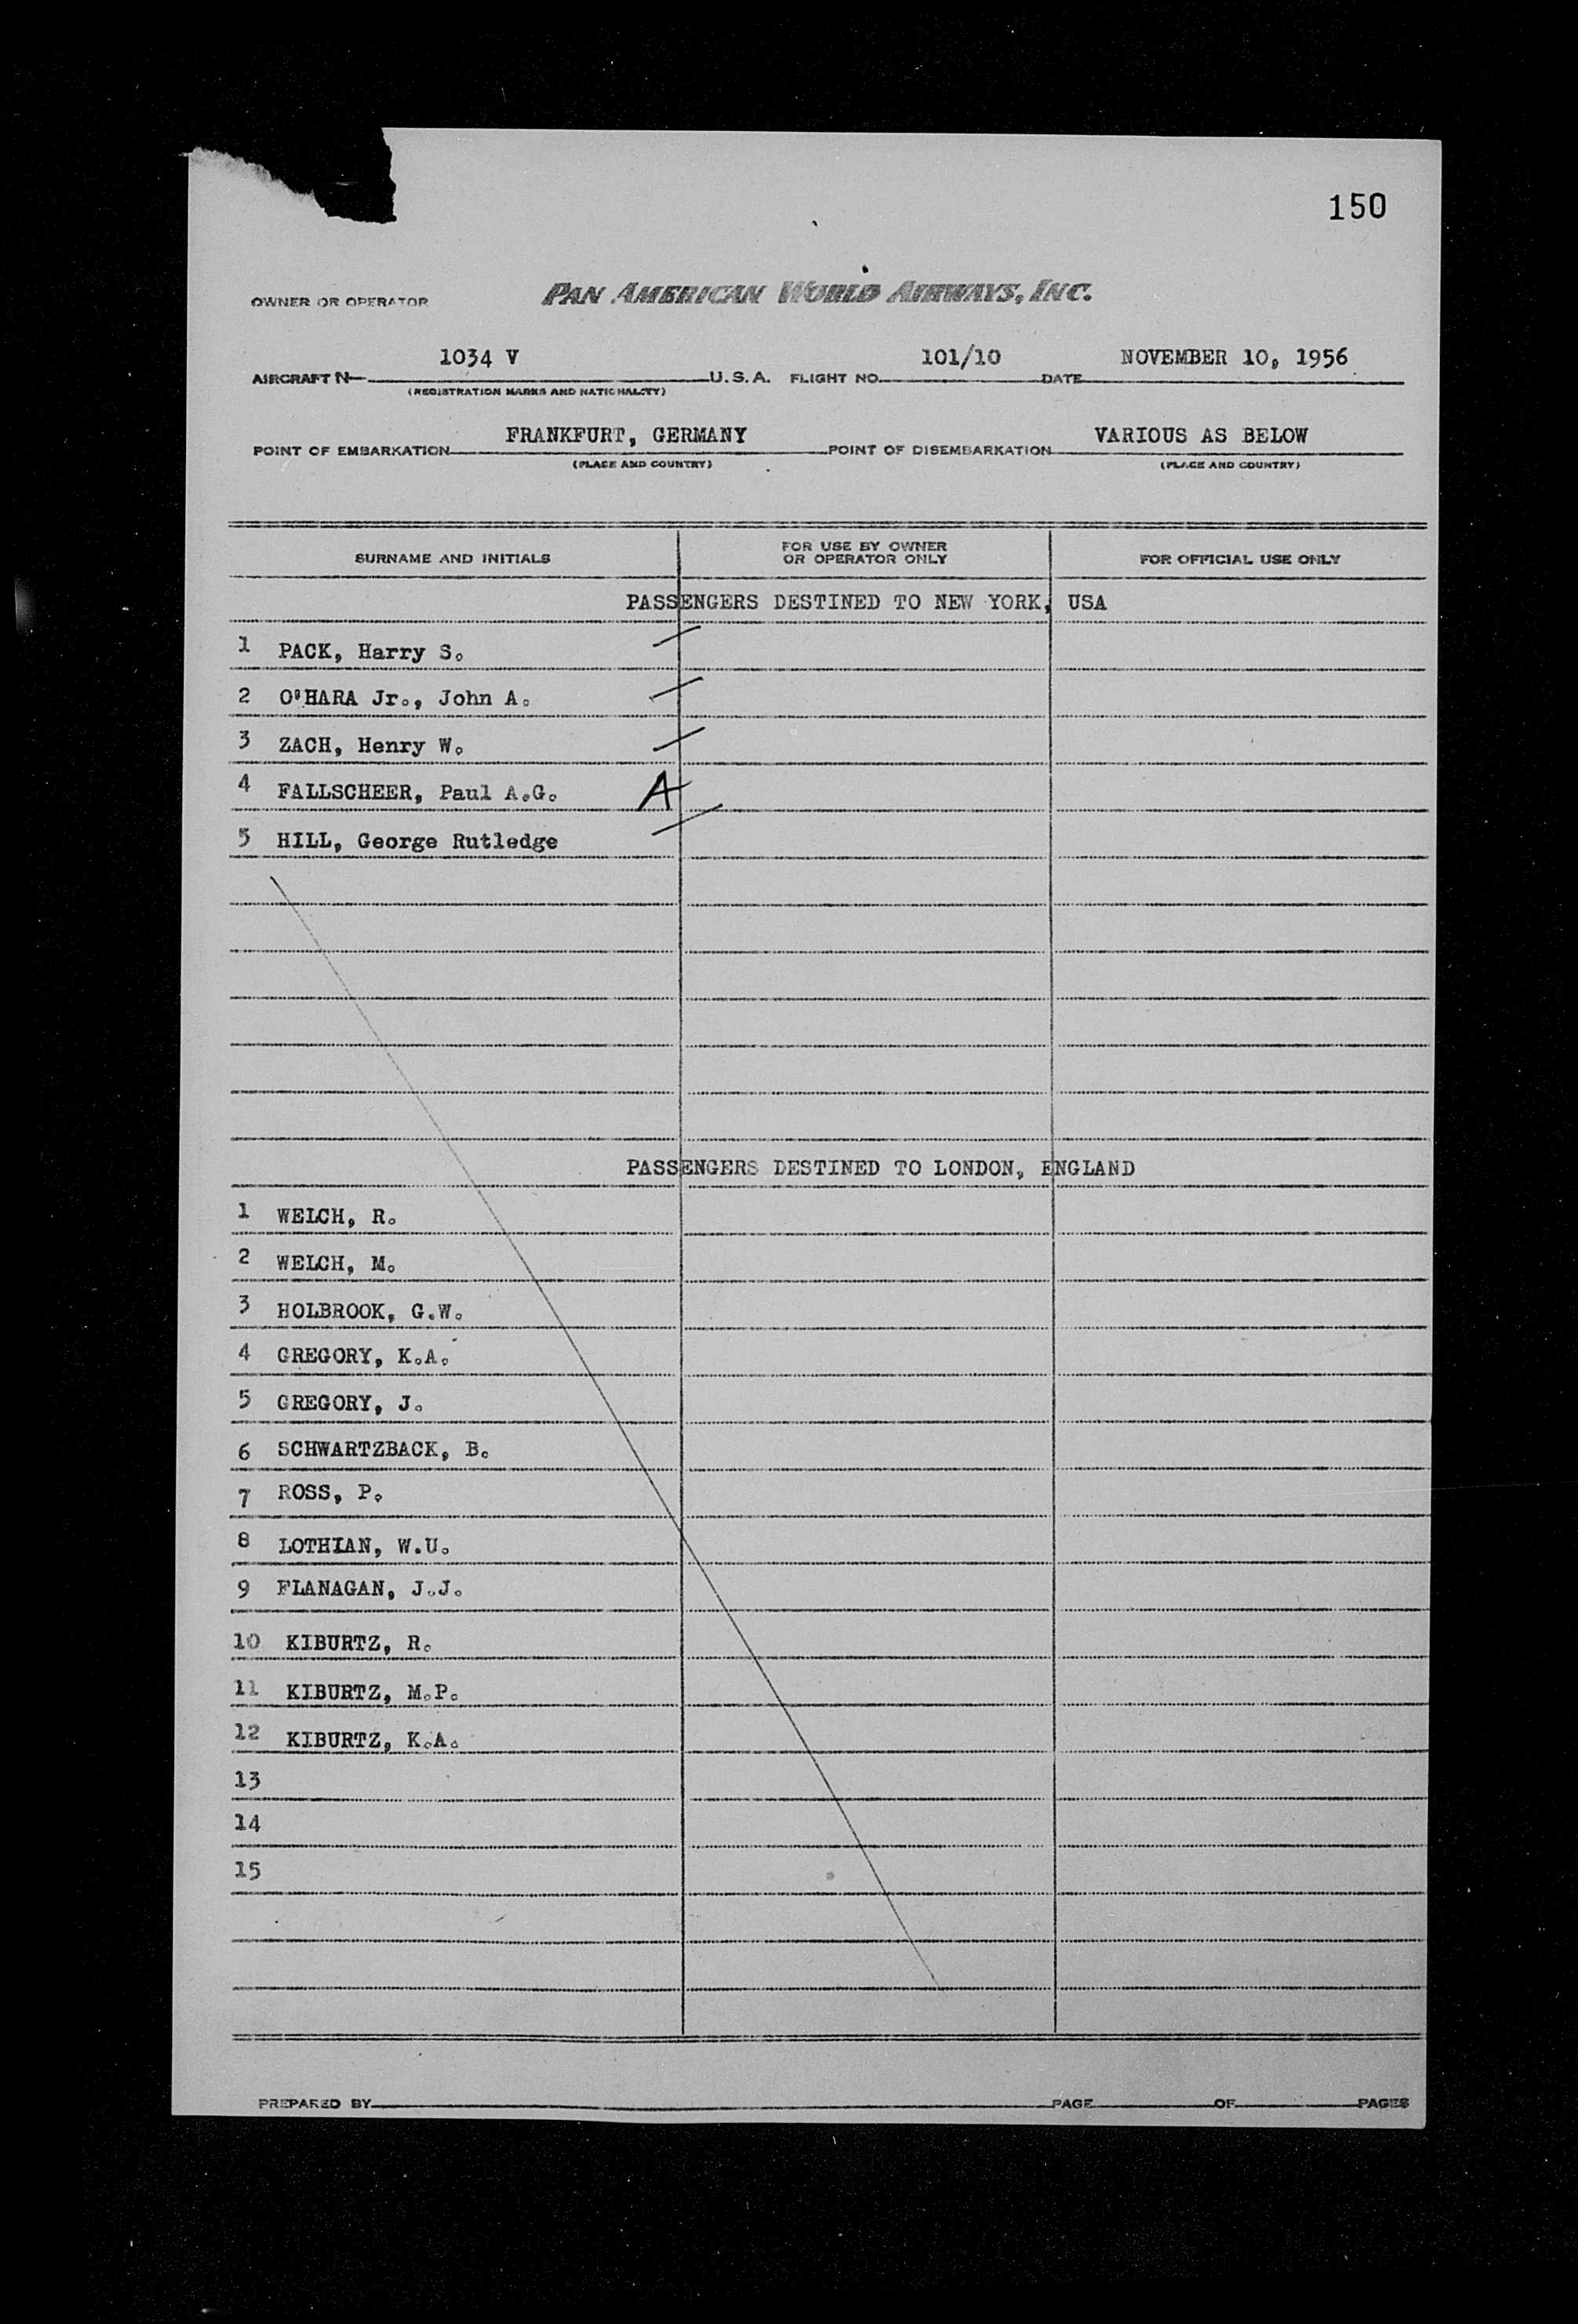 150
OWNER OR OPERATOR PAN AMERICAN WORLD AIRWAYS, INC.
1034 V 101/10 NOVEMBER 10, 1956
AIRCRAFT N U.S.A. FLIGHT NO. DATE
(REGISTRATION MARKS AND NATIONALITY)
FRANKFURT, GERMANY VARIOUS AS BELOW
POINT OF EMBARKATION POINT OF DISEMBARKATION
(PLACE AND COUNTRY) (PLACE AND COUNTRY)
SURNAME AND INITIALS FOR USE BY OWNER OR OPERATOR ONLY FOR OFFICIAL USE ONLY
PASSENGERS DESTINED TO NEW YORK, USA
1 PACK, Harry S.
2 O'HARA Jr., John A.
3 ZACH, Henry W.
4 FALLSCHEER, Paul A.G. A
5 HILL, George Rutledge
PASSENGERS DESTINED TO LONDON, ENGLAND
1 WELCH, R.
2 WELCH, M.
3 HOLBROOK, G.W.
4 GREGORY, K.A.
5 GREGORY, J.
6 SCHWARTZBACK, B.
7 ROSS, P.
8 LOTHIAN, W.U.
9 FLANAGAN, J.J.
10 KIBURTZ, R.
11 KIBURTZ, M.P.
12 KIBURTZ, K.A.
13
14
15
PREPARED BY PAGE OF PAGES